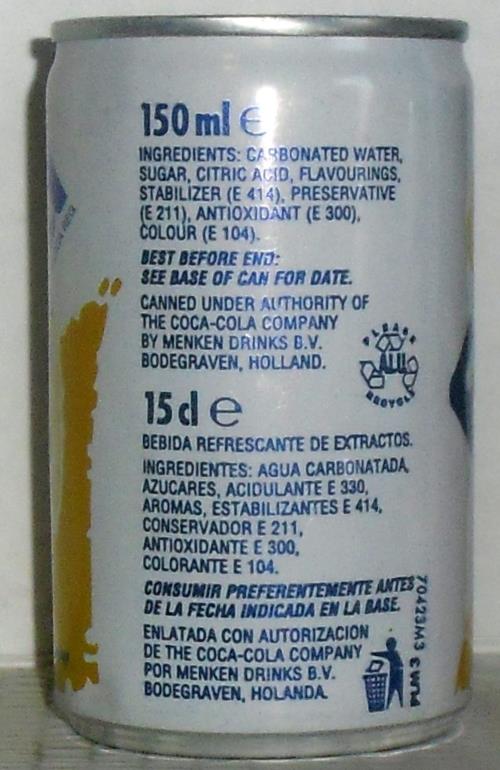 150 ml e
INGREDIENTS: CARBONATED WATER,
SUGAR, CITRIC ACID, FLAVOURINGS,
STABILIZER (E 414), PRESERVATIVE
(E 211), ANTIOXIDANT (E 300),
COLOUR (E 104).
BEST BEFORE END:
SEE BASE OF CAN FOR DATE.
CANNED UNDER AUTHORITY OF
THE COCA-COLA COMPANY
BY MENKEN DRINKS B.V.
BODEGRAVEN, HOLLAND.
PLEASE
ALU
RECYCLE
15 cl e
BEBIDA REFRESCANTE DE EXTRACTOS.
INGREDIENTES: AGUA CARBONATADA,
AZUCARES, ACIDULANTE E 330,
AROMAS, ESTABILIZANTES E 414,
CONSERVADOR E 211,
ANTIOXIDANTE E 300,
COLORANTE E 104.
CONSUMIR PREFERENTEMENTE ANTES
DE LA FECHA INDICADA EN LA BASE.
ENLATADA CON AUTORIZACION
DE THE COCA-COLA COMPANY
POR MENKEN DRINKS B.V.
BODEGRAVEN, HOLANDA.
70423M3